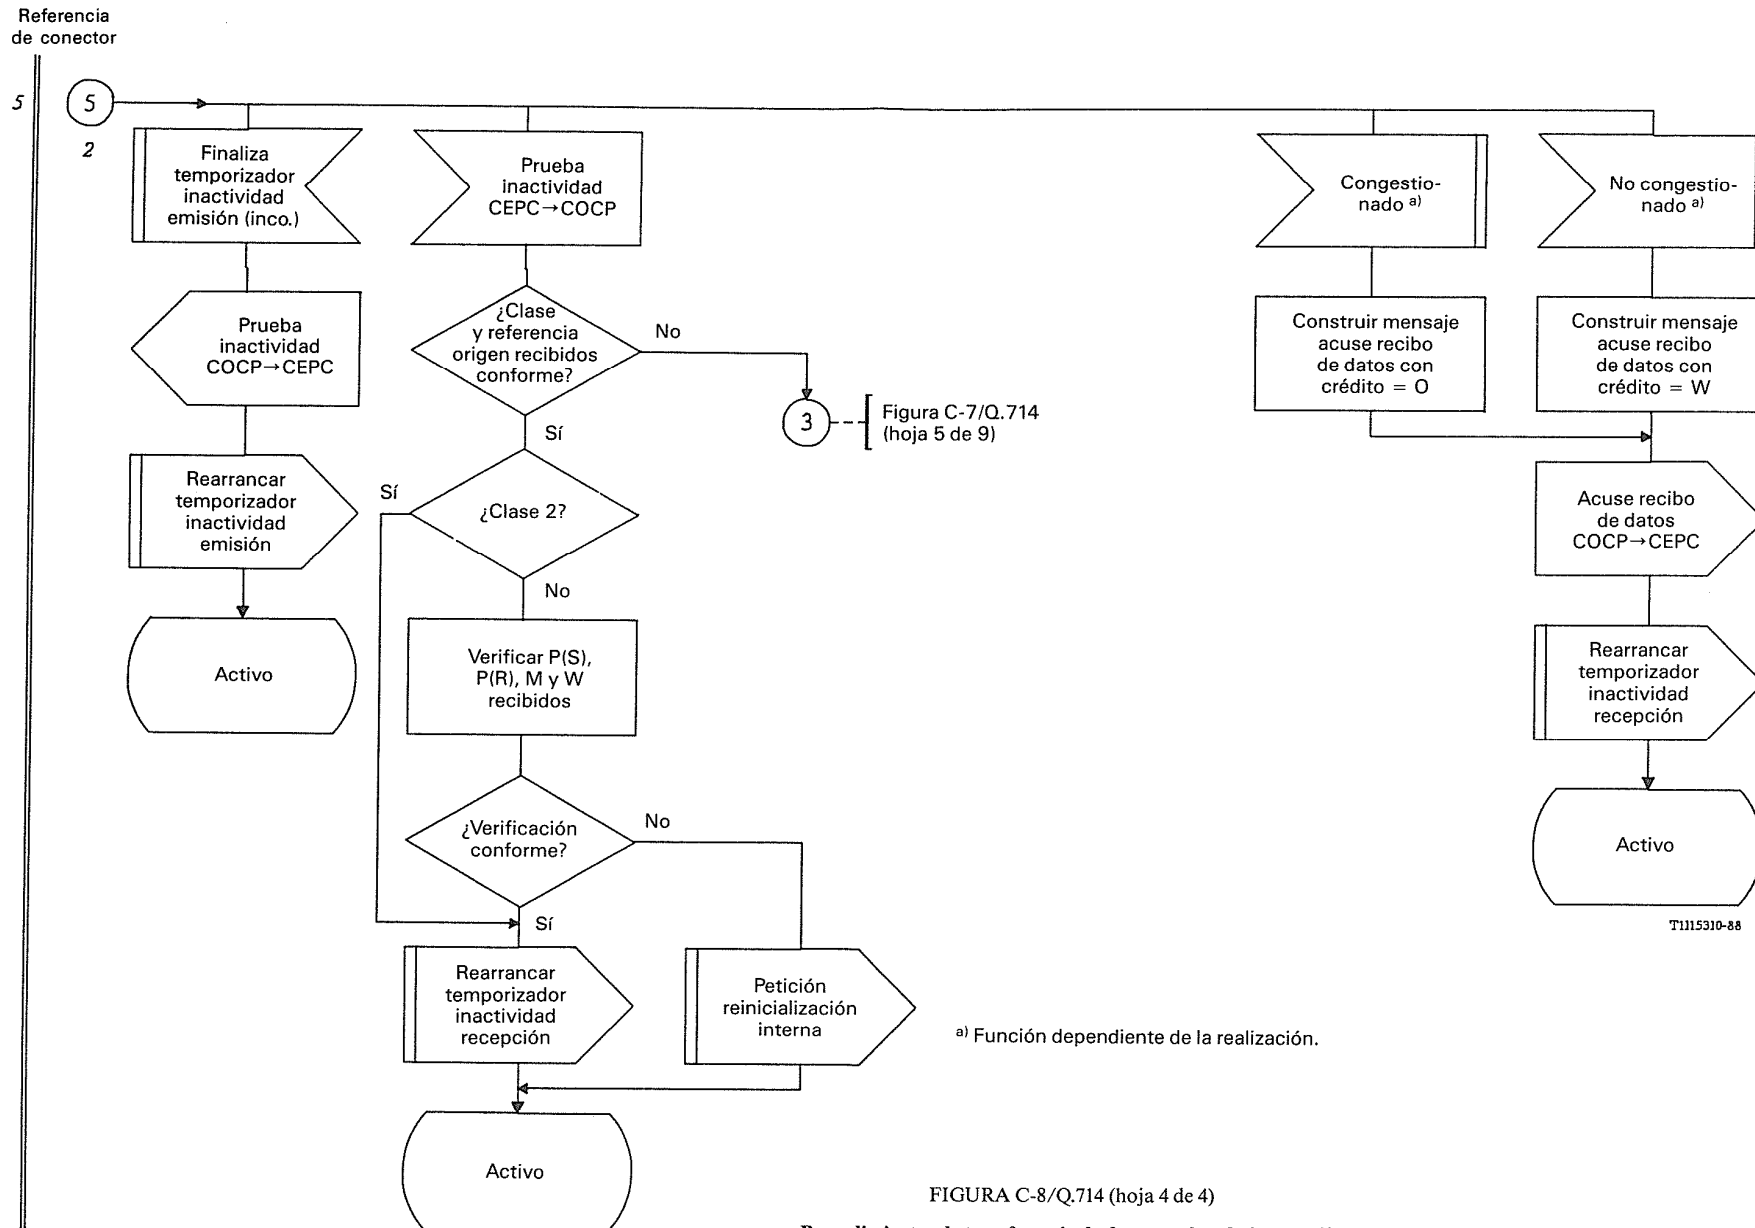 Referencia
de conector
5
5
2
Finaliza
temporizador
inactividad
emisión (inco.)
Prueba
inactividad
COCP→CEPC
Rearrancar
temporizador
inactividad
emisión
Activo
Prueba
inactividad
CEPC→COCP
¿Clase
y referencia
origen recibidos
conforme?
No
3
Figura C-7/Q.714
(hoja 5 de 9)
Sí
¿Clase 2?
Sí
No
Verificar P(S),
P(R), M y W
recibidos
¿Verificación
conforme?
No
Sí
Rearrancar
temporizador
inactividad
recepción
Petición
reinicialización
interna
Activo
Congestio-
nado a)
Construir mensaje
acuse recibo
de datos con
crédito = O
No congestio-
nado a)
Construir mensaje
acuse recibo
de datos con
crédito = W
Acuse recibo
de datos
COCP→CEPC
Rearrancar
temporizador
inactividad
recepción
Activo
T1115310-88
a) Función dependiente de la realización.
FIGURA C-8/Q.714 (hoja 4 de 4)